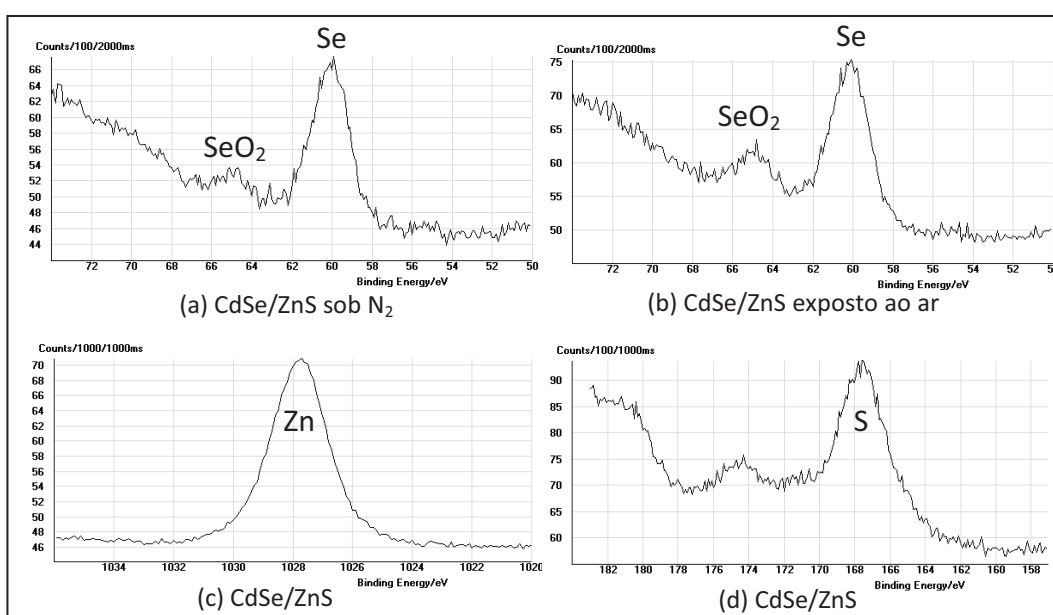 Counts/100/2000ms
Se
66
64
62
60
58
56
54
52
50
48
46
44
SeO₂
72 70 68 66 64 62 60 58 56 54 52 50
Binding Energy/eV
(a) CdSe/ZnS sob N₂
Counts/100/2000ms
Se
75
70
65
60
55
50
SeO₂
72 70 68 66 64 62 60 58 56 54 52 50
Binding Energy/eV
(b) CdSe/ZnS exposto ao ar
Counts/1000/1000ms
70
68
66
64
62
60
58
56
54
52
50
48
46
Zn
1034 1032 1030 1028 1026 1024 1022 1020
Binding Energy/eV
(c) CdSe/ZnS
Counts/100/1000ms
90
85
80
75
70
65
60
S
182 180 178 176 174 172 170 168 166 164 162 160 158
Binding Energy/eV
(d) CdSe/ZnS